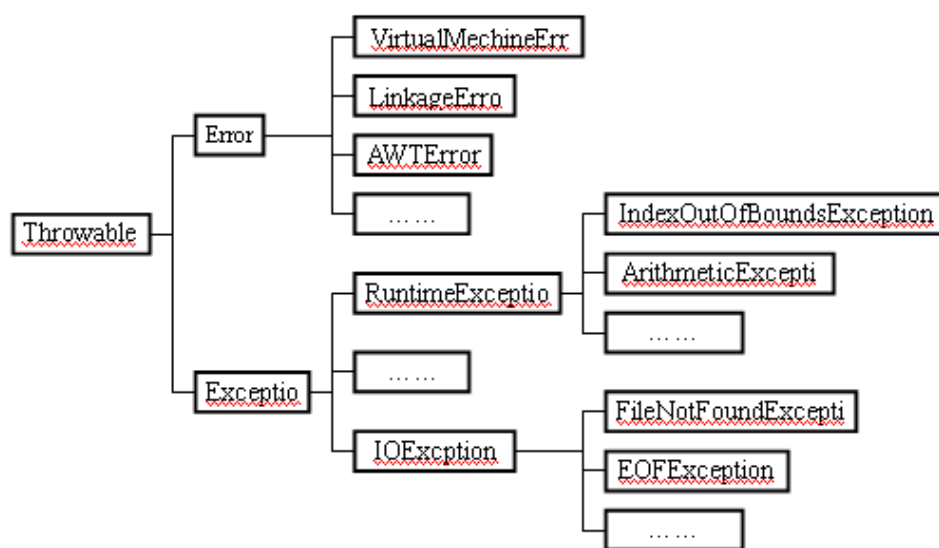 VirtualMechineErr
LinkageErro
Error
AWTError
... ...
IndexOutOfBoundsException
Throwable
ArithmeticExcepti
RuntimeExceptio
... ...
... ...
Exceptio
FileNotFoundExcepti
IOExcption
EOFException
... ...